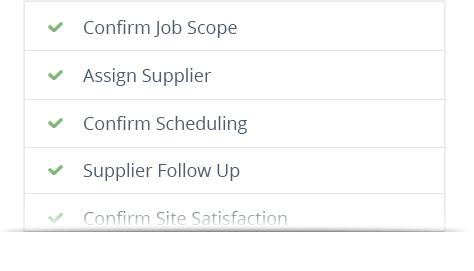 Confirm Job Scope
Assign Supplier
Confirm Scheduling
Supplier Follow Up
Confirm Site Satisfaction